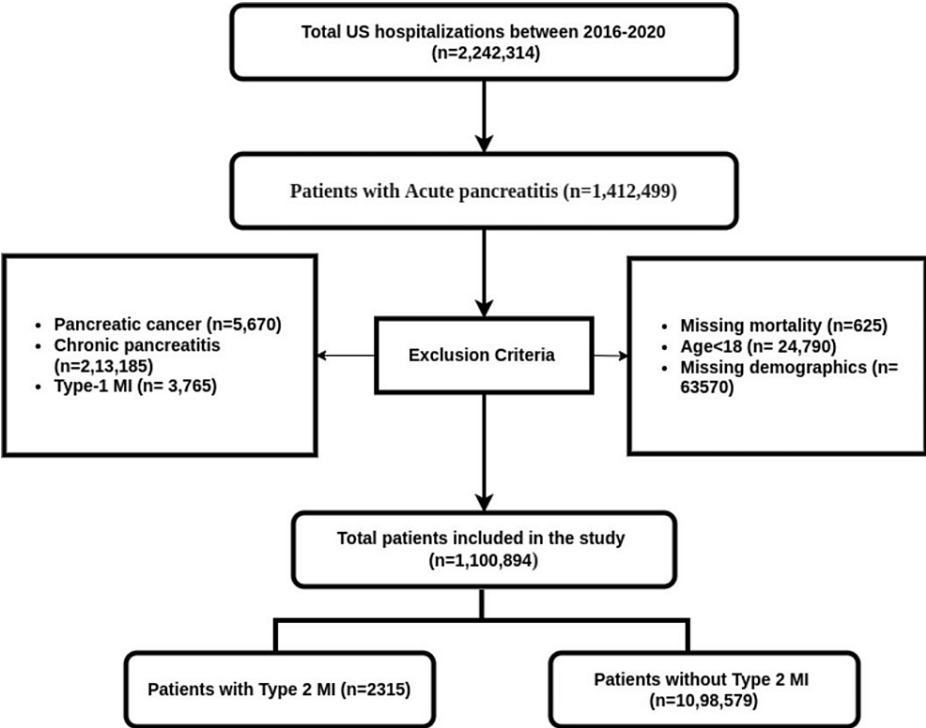 Total US hospitalizations between 2016-2020
(n=2,242,314)
Patients with Acute pancreatitis (n=1,412,499)
• Pancreatic cancer (n=5,670)
• Chronic pancreatitis
(n=2,13,185)
• Type-1 MI (n= 3,765)
Exclusion Criteria
• Missing mortality (n=625)
• Age<18 (n= 24,790)
• Missing demographics (n=
63570)
Total patients included in the study
(n=1,100,894)
Patients with Type 2 MI (n=2315)
Patients without Type 2 MI
(n=10,98,579)